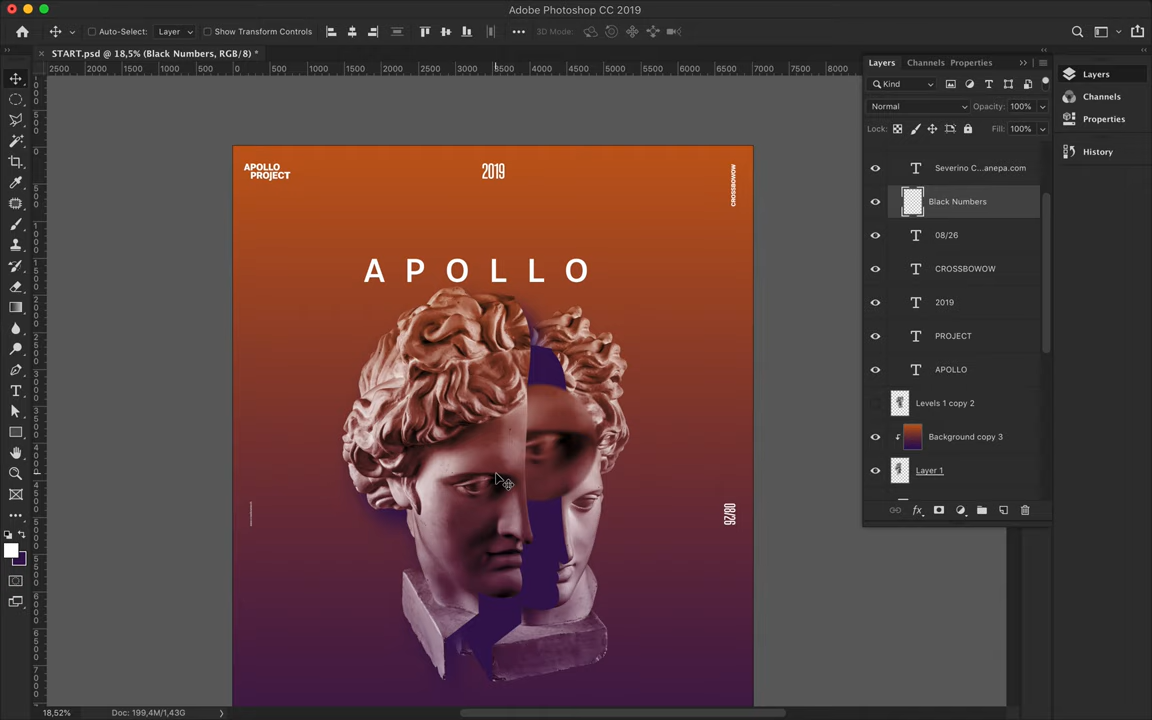 Adobe Photoshop CC 2019
Auto-Select: Layer Show Transform Controls 3D Mode:
START.psd @ 18,5% (Black Numbers, RGB/8) *
2500 2000 1500 1000 500 0 500 1000 1500 2000 2500 3000 3500 4000 4500 5000 5500 6000 6500 7000 7500 8000
APOLLO
PROJECT
2019
CROSSBOWOW
APOLLO
08/26
Layers Channels Properties
Kind
Normal Opacity: 100%
Lock: Fill: 100%
Severino C...anepa.com
Black Numbers
08/26
CROSSBOWOW
2019
PROJECT
APOLLO
Levels 1 copy 2
Background copy 3
Layer 1
Layers
Channels
Properties
History
18,52% Doc: 199,4M/1,43G